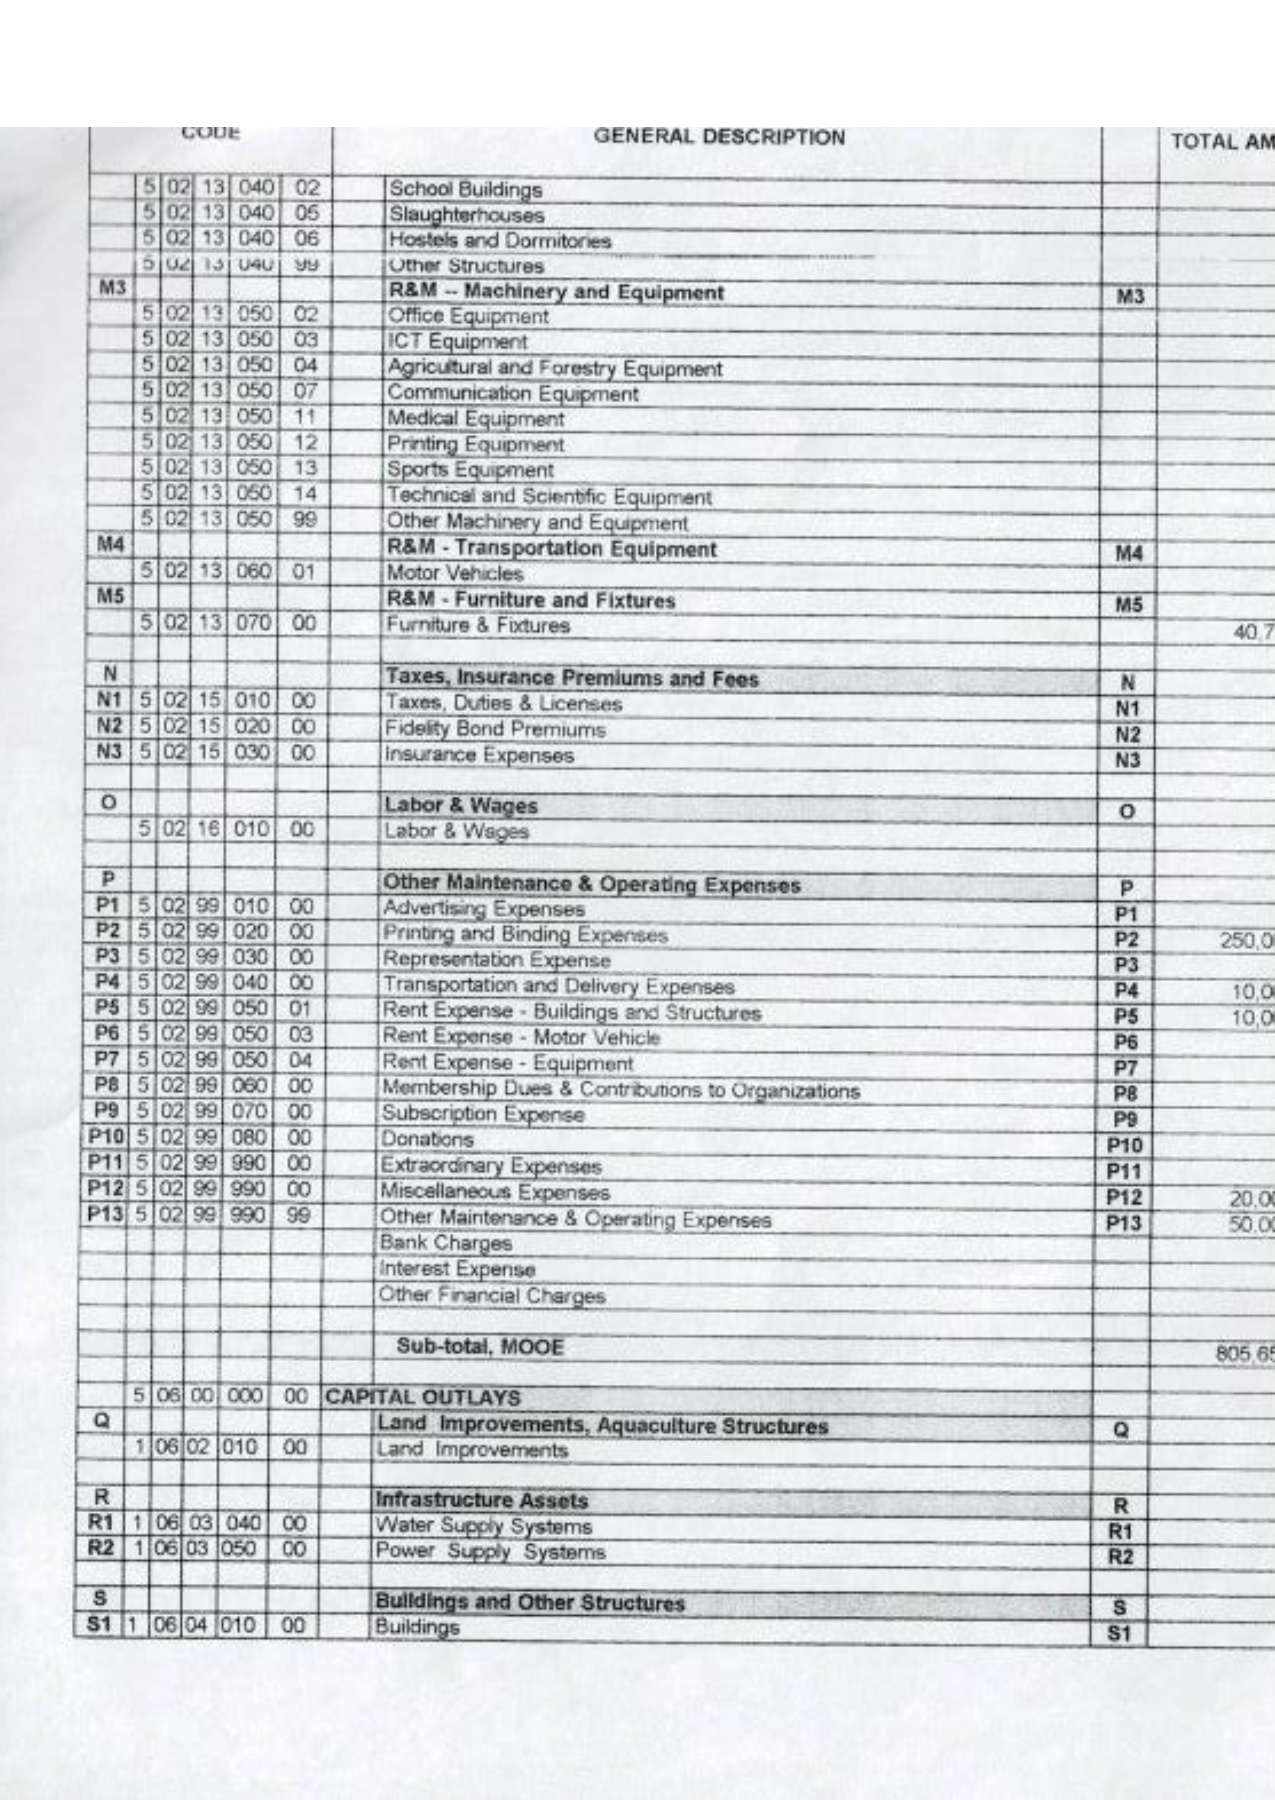 CODE GENERAL DESCRIPTION TOTAL AM
5 02 13 040 02 School Buildings
5 02 13 040 05 Slaughterhouses
5 02 13 040 06 Hostels and Dormitories
5 02 13 040 99 Other Structures
M3 R&M -- Machinery and Equipment M3
5 02 13 050 02 Office Equipment
5 02 13 050 03 ICT Equipment
5 02 13 050 04 Agricultural and Forestry Equipment
5 02 13 050 07 Communication Equipment
5 02 13 050 11 Medical Equipment
5 02 13 050 12 Printing Equipment
5 02 13 050 13 Sports Equipment
5 02 13 050 14 Technical and Scientific Equipment
5 02 13 050 99 Other Machinery and Equipment
M4 R&M - Transportation Equipment M4
5 02 13 060 01 Motor Vehicles
M5 R&M - Furniture and Fixtures M5
5 02 13 070 00 Furniture & Fixtures 40,7
N Taxes, Insurance Premiums and Fees N
N1 5 02 15 010 00 Taxes, Duties & Licenses N1
N2 5 02 15 020 00 Fidelity Bond Premiums N2
N3 5 02 15 030 00 Insurance Expenses N3
O Labor & Wages O
5 02 16 010 00 Labor & Wages
P Other Maintenance & Operating Expenses P
P1 5 02 99 010 00 Advertising Expenses P1
P2 5 02 99 020 00 Printing and Binding Expenses P2 250,00
P3 5 02 99 030 00 Representation Expense P3
P4 5 02 99 040 00 Transportation and Delivery Expenses P4 10,00
P5 5 02 99 050 01 Rent Expense - Buildings and Structures P5 10,00
P6 5 02 99 050 03 Rent Expense - Motor Vehicle P6
P7 5 02 99 050 04 Rent Expense - Equipment P7
P8 5 02 99 060 00 Membership Dues & Contributions to Organizations P8
P9 5 02 99 070 00 Subscription Expense P9
P10 5 02 99 080 00 Donations P10
P11 5 02 99 990 00 Extraordinary Expenses P11
P12 5 02 99 990 00 Miscellaneous Expenses P12 20,00
P13 5 02 99 990 99 Other Maintenance & Operating Expenses P13 50,00
Bank Charges
Interest Expense
Other Financial Charges
Sub-total, MOOE 805,65
5 06 00 000 00 CAPITAL OUTLAYS
Q Land Improvements, Aquaculture Structures Q
1 06 02 010 00 Land Improvements
R Infrastructure Assets R
R1 1 06 03 040 00 Water Supply Systems R1
R2 1 06 03 050 00 Power Supply Systems R2
S Buildings and Other Structures S
S1 1 06 04 010 00 Buildings S1